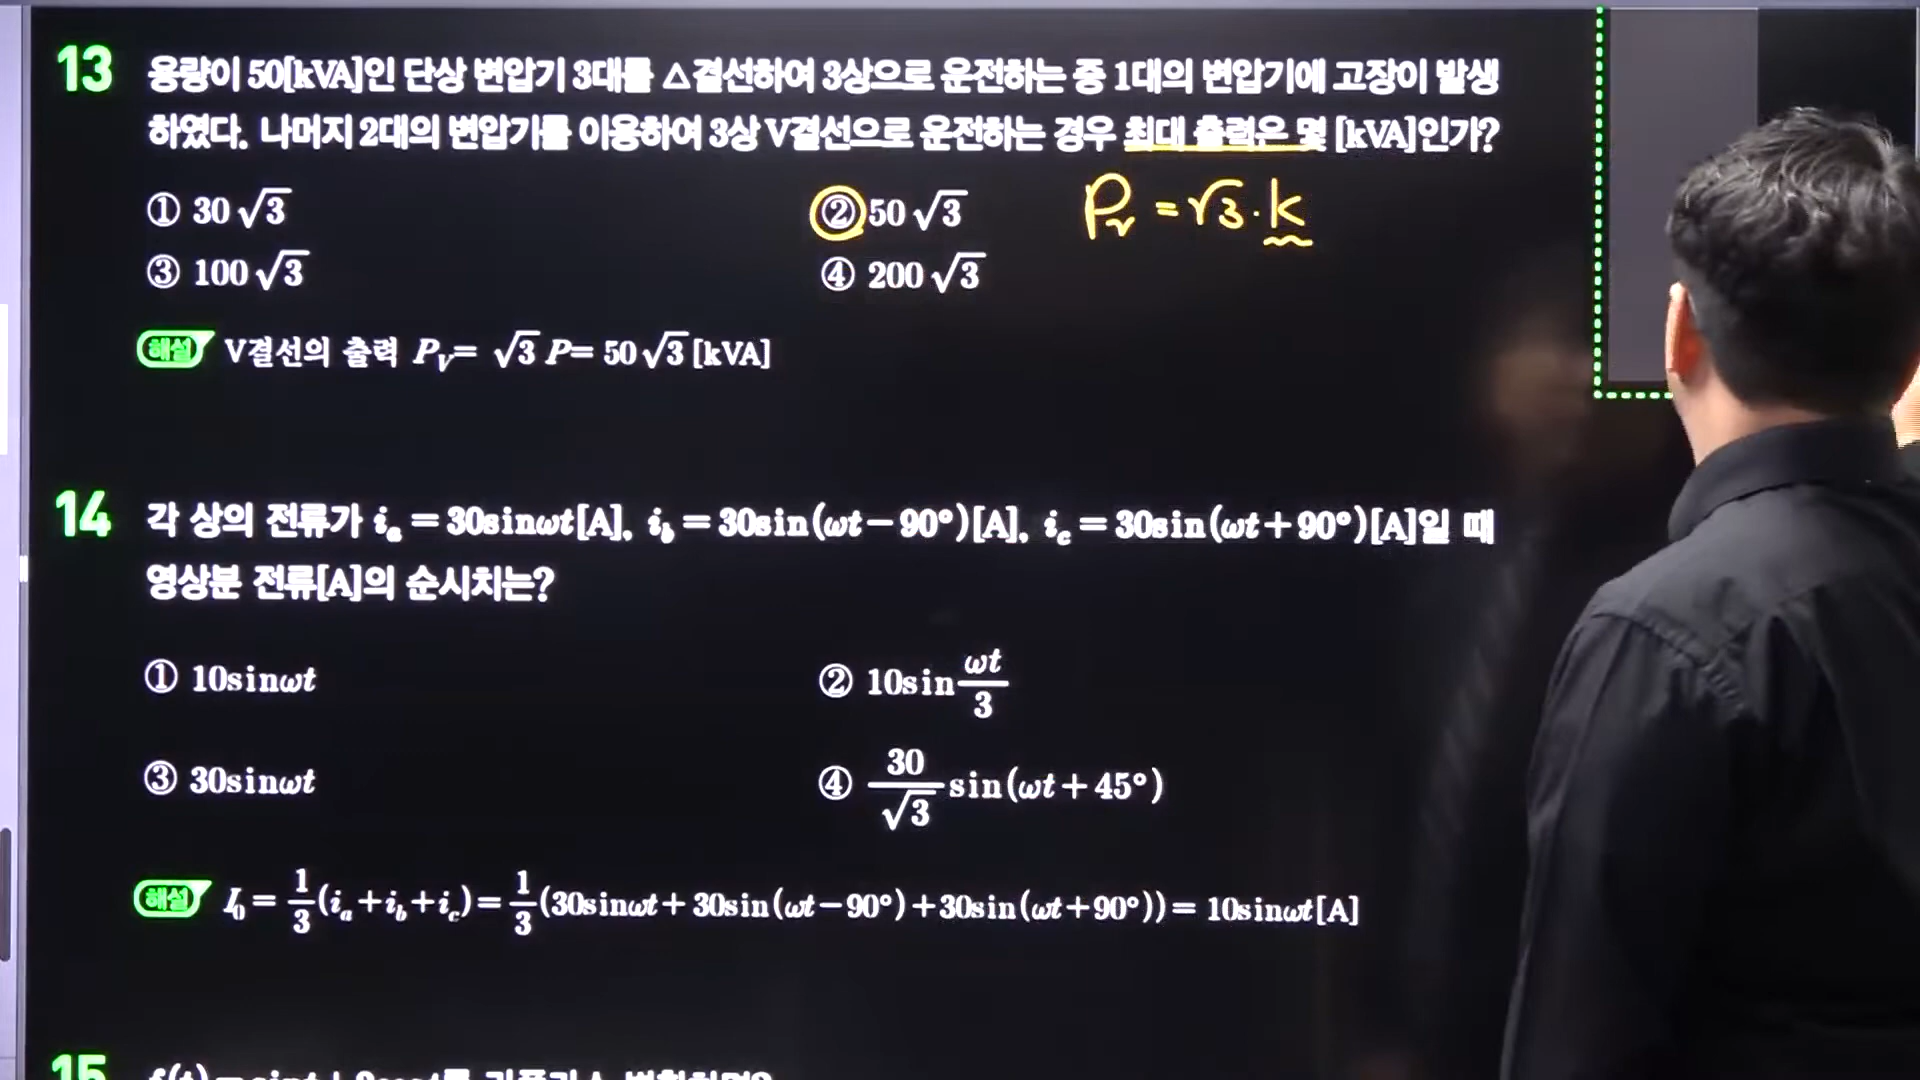 13 용량이 50[kVA]인 단상 변압기 3대를 △결선하여 3상으로 운전하는 중 1대의 변압기에 고장이 발생
하였다. 나머지 2대의 변압기를 이용하여 3상 V결선으로 운전하는 경우 최대 출력은 몇 [kVA]인가?
① 30√3 ② 50√3 Pv = √3·k
③ 100√3 ④ 200√3
해설 V결선의 출력 P_V = √3 P = 50√3 [kVA]
14 각 상의 전류가 i_a = 30sinωt[A], i_b = 30sin(ωt−90°)[A], i_c = 30sin(ωt+90°)[A]일 때
영상분 전류[A]의 순시치는?
① 10sinωt ② 10sin ωt/3
③ 30sinωt ④ 30/√3 sin(ωt+45°)
해설 I_0 = 1/3(i_a+i_b+i_c) = 1/3(30sinωt+30sin(ωt−90°)+30sin(ωt+90°)) = 10sinωt[A]
15